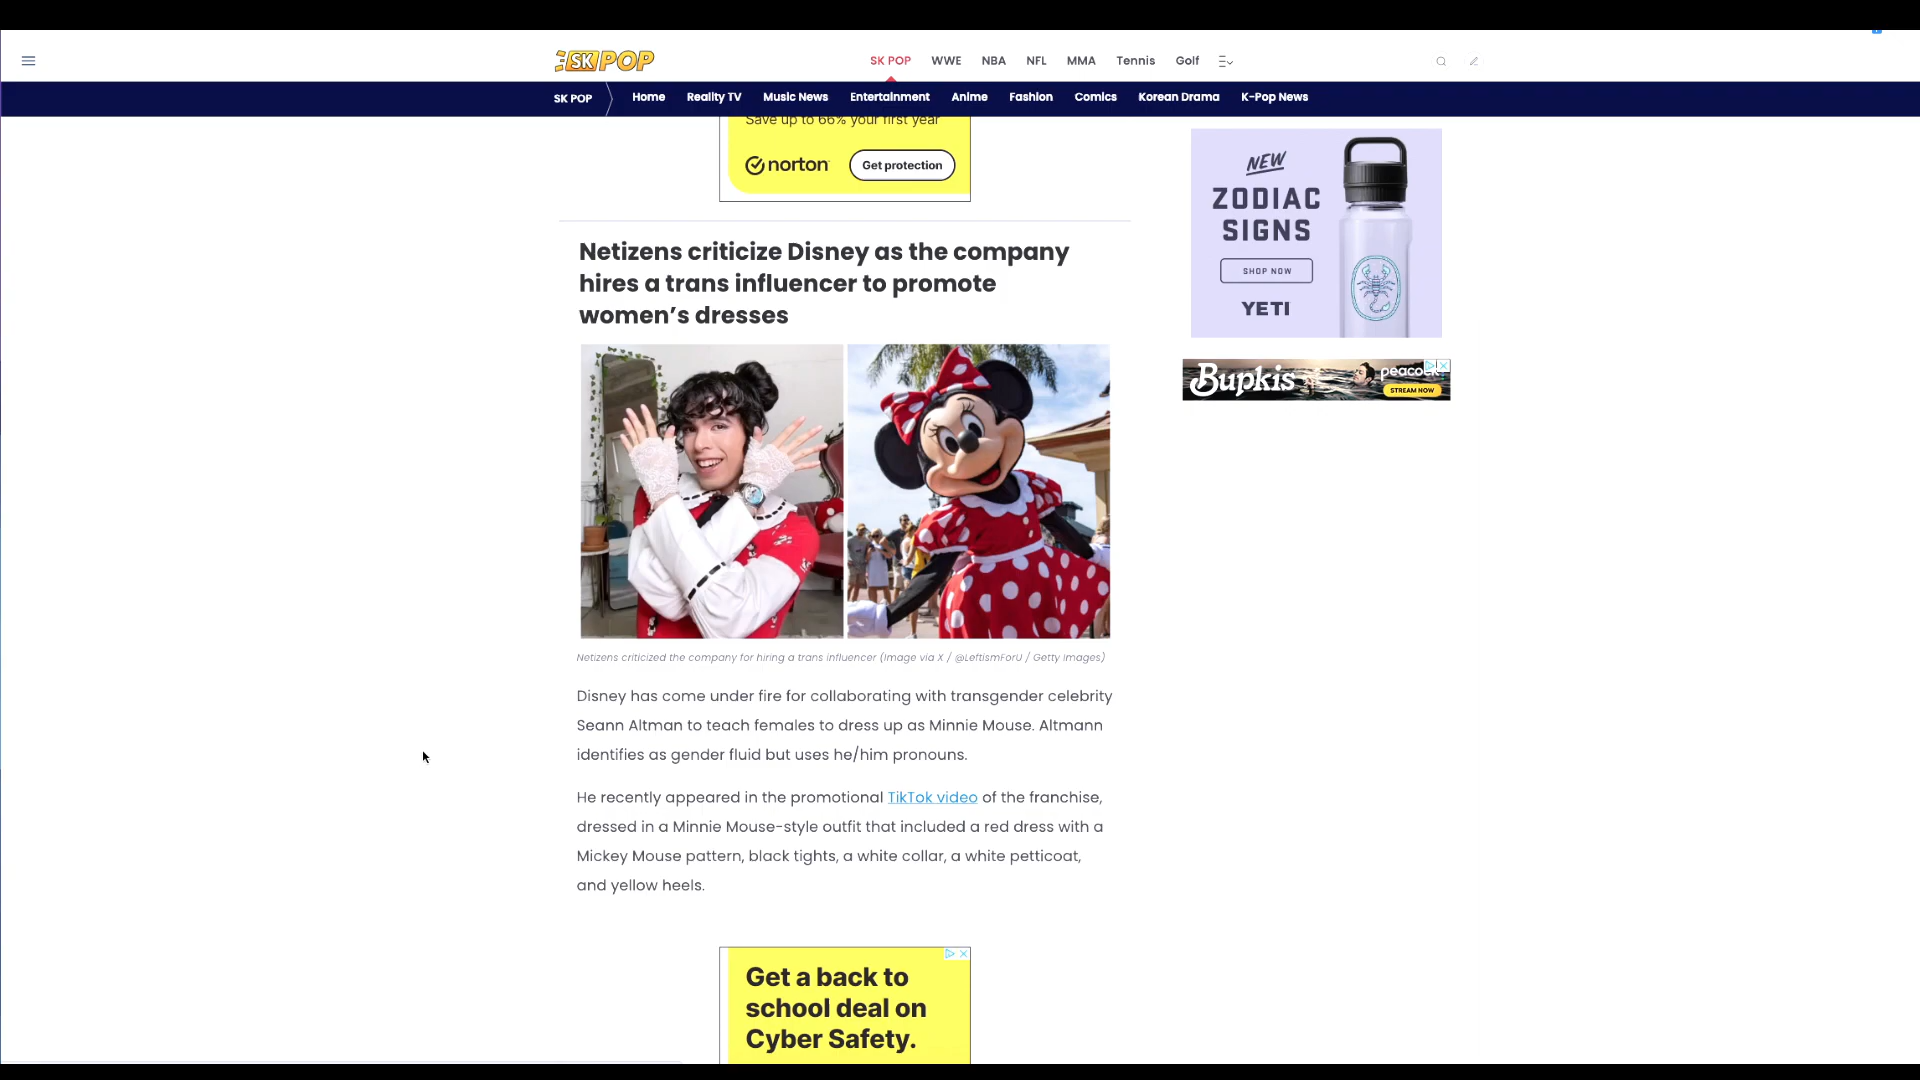 SK POP
SK POP
WWE
NBA
NFL
MMA
Tennis
Golf
SK POP
Home
Reality TV
Music News
Entertainment
Anime
Fashion
Comics
Korean Drama
K-Pop News
Save up to 66% your first year
norton
Get protection
NEW
ZODIAC
SIGNS
SHOP NOW
YETI
Netizens criticize Disney as the company
hires a trans influencer to promote
women's dresses
Bupkis
peacock
STREAM NOW
Netizens criticized the company for hiring a trans influencer (Image via X / @LeftismForU / Getty Images)
Disney has come under fire for collaborating with transgender celebrity
Seann Altman to teach females to dress up as Minnie Mouse. Altmann
identifies as gender fluid but uses he/him pronouns.
He recently appeared in the promotional TikTok video of the franchise,
dressed in a Minnie Mouse-style outfit that included a red dress with a
Mickey Mouse pattern, black tights, a white collar, a white petticoat,
and yellow heels.
Get a back to
school deal on
Cyber Safety.